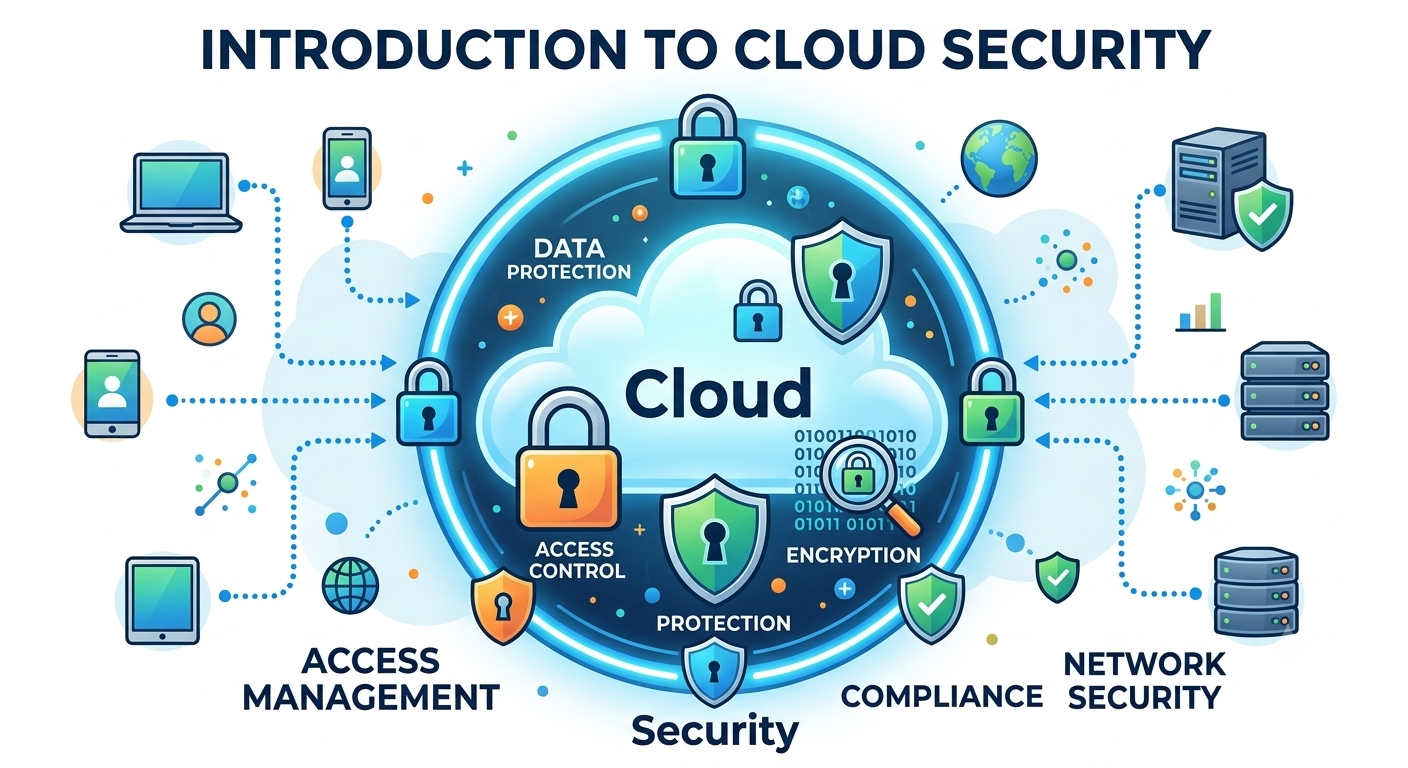 INTRODUCTION TO CLOUD SECURITY
DATA
PROTECTION
Cloud
ACCESS
CONTROL
ENCRYPTION
PROTECTION
ACCESS
MANAGEMENT
Security
COMPLIANCE
NETWORK
SECURITY